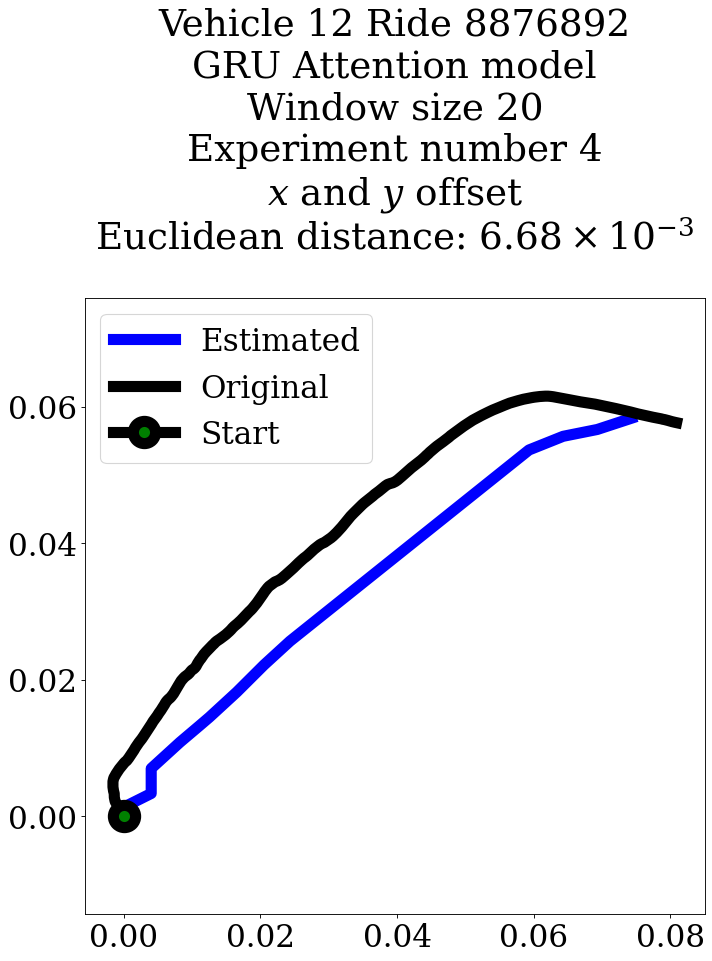 Vehicle 12 Ride 8876892
GRU Attention model
Window size 20
Experiment number 4
x and y offset
Euclidean distance: 6.68 × 10⁻³
Estimated
Original
Start
0.06
0.04
0.02
0.00
0.00 0.02 0.04 0.06 0.08